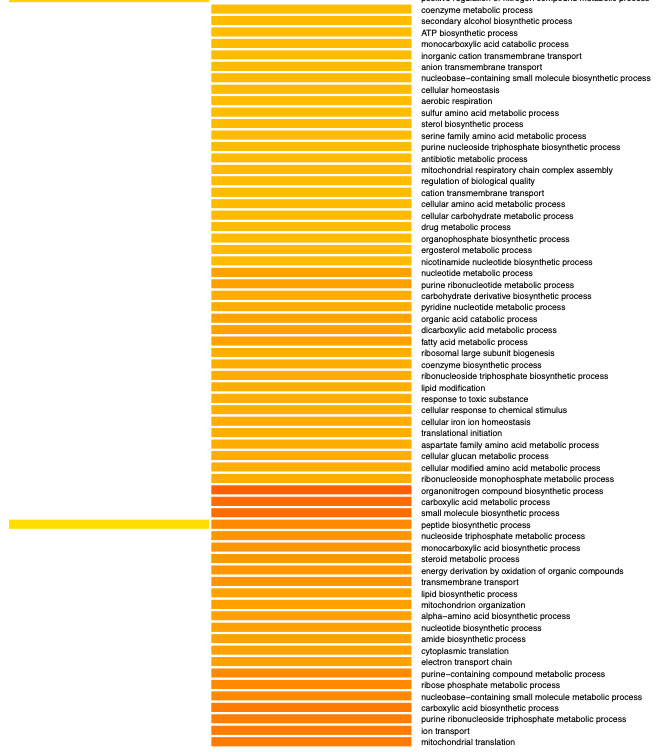 positive regulation of nitrogen compound metabolic process
coenzyme metabolic process
secondary alcohol biosynthetic process
ATP biosynthetic process
monocarboxylic acid catabolic process
inorganic cation transmembrane transport
anion transmembrane transport
nucleobase−containing small molecule biosynthetic process
cellular homeostasis
aerobic respiration
sulfur amino acid metabolic process
sterol biosynthetic process
serine family amino acid metabolic process
purine nucleoside triphosphate biosynthetic process
antibiotic metabolic process
mitochondrial respiratory chain complex assembly
regulation of biological quality
cation transmembrane transport
cellular amino acid metabolic process
cellular carbohydrate metabolic process
drug metabolic process
organophosphate biosynthetic process
ergosterol metabolic process
nicotinamide nucleotide biosynthetic process
nucleotide metabolic process
purine ribonucleotide metabolic process
carbohydrate derivative biosynthetic process
pyridine nucleotide metabolic process
organic acid catabolic process
dicarboxylic acid metabolic process
fatty acid metabolic process
ribosomal large subunit biogenesis
coenzyme biosynthetic process
ribonucleoside triphosphate biosynthetic process
lipid modification
response to toxic substance
cellular response to chemical stimulus
cellular iron ion homeostasis
translational initiation
aspartate family amino acid metabolic process
cellular glucan metabolic process
cellular modified amino acid metabolic process
ribonucleoside monophosphate metabolic process
organonitrogen compound biosynthetic process
carboxylic acid metabolic process
small molecule biosynthetic process
peptide biosynthetic process
nucleoside triphosphate metabolic process
monocarboxylic acid biosynthetic process
steroid metabolic process
energy derivation by oxidation of organic compounds
transmembrane transport
lipid biosynthetic process
mitochondrion organization
alpha−amino acid biosynthetic process
nucleotide biosynthetic process
amide biosynthetic process
cytoplasmic translation
electron transport chain
purine−containing compound metabolic process
ribose phosphate metabolic process
nucleobase−containing small molecule metabolic process
carboxylic acid biosynthetic process
purine ribonucleoside triphosphate metabolic process
ion transport
mitochondrial translation